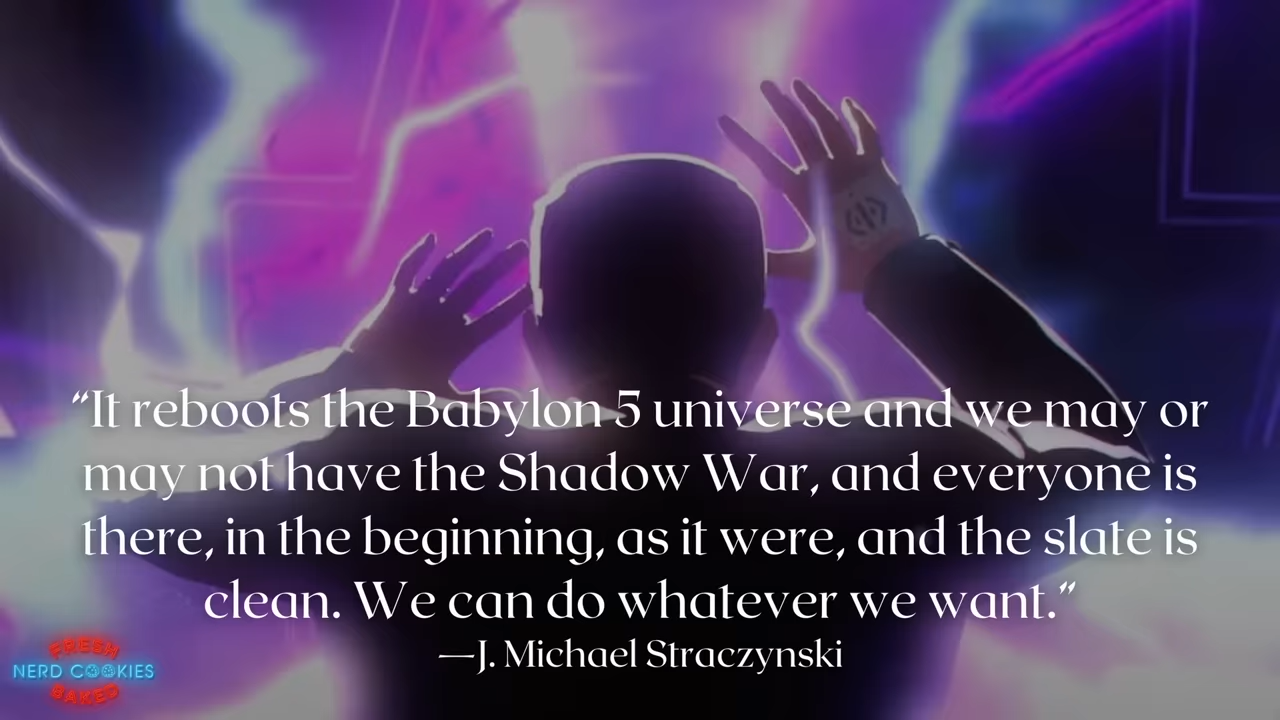 “It reboots the Babylon 5 universe and we may or
may not have the Shadow War, and everyone is
there, in the beginning, as it were, and the slate is
clean. We can do whatever we want.”
—J. Michael Straczynski
FRESH
NERD COOKIES
BAKED